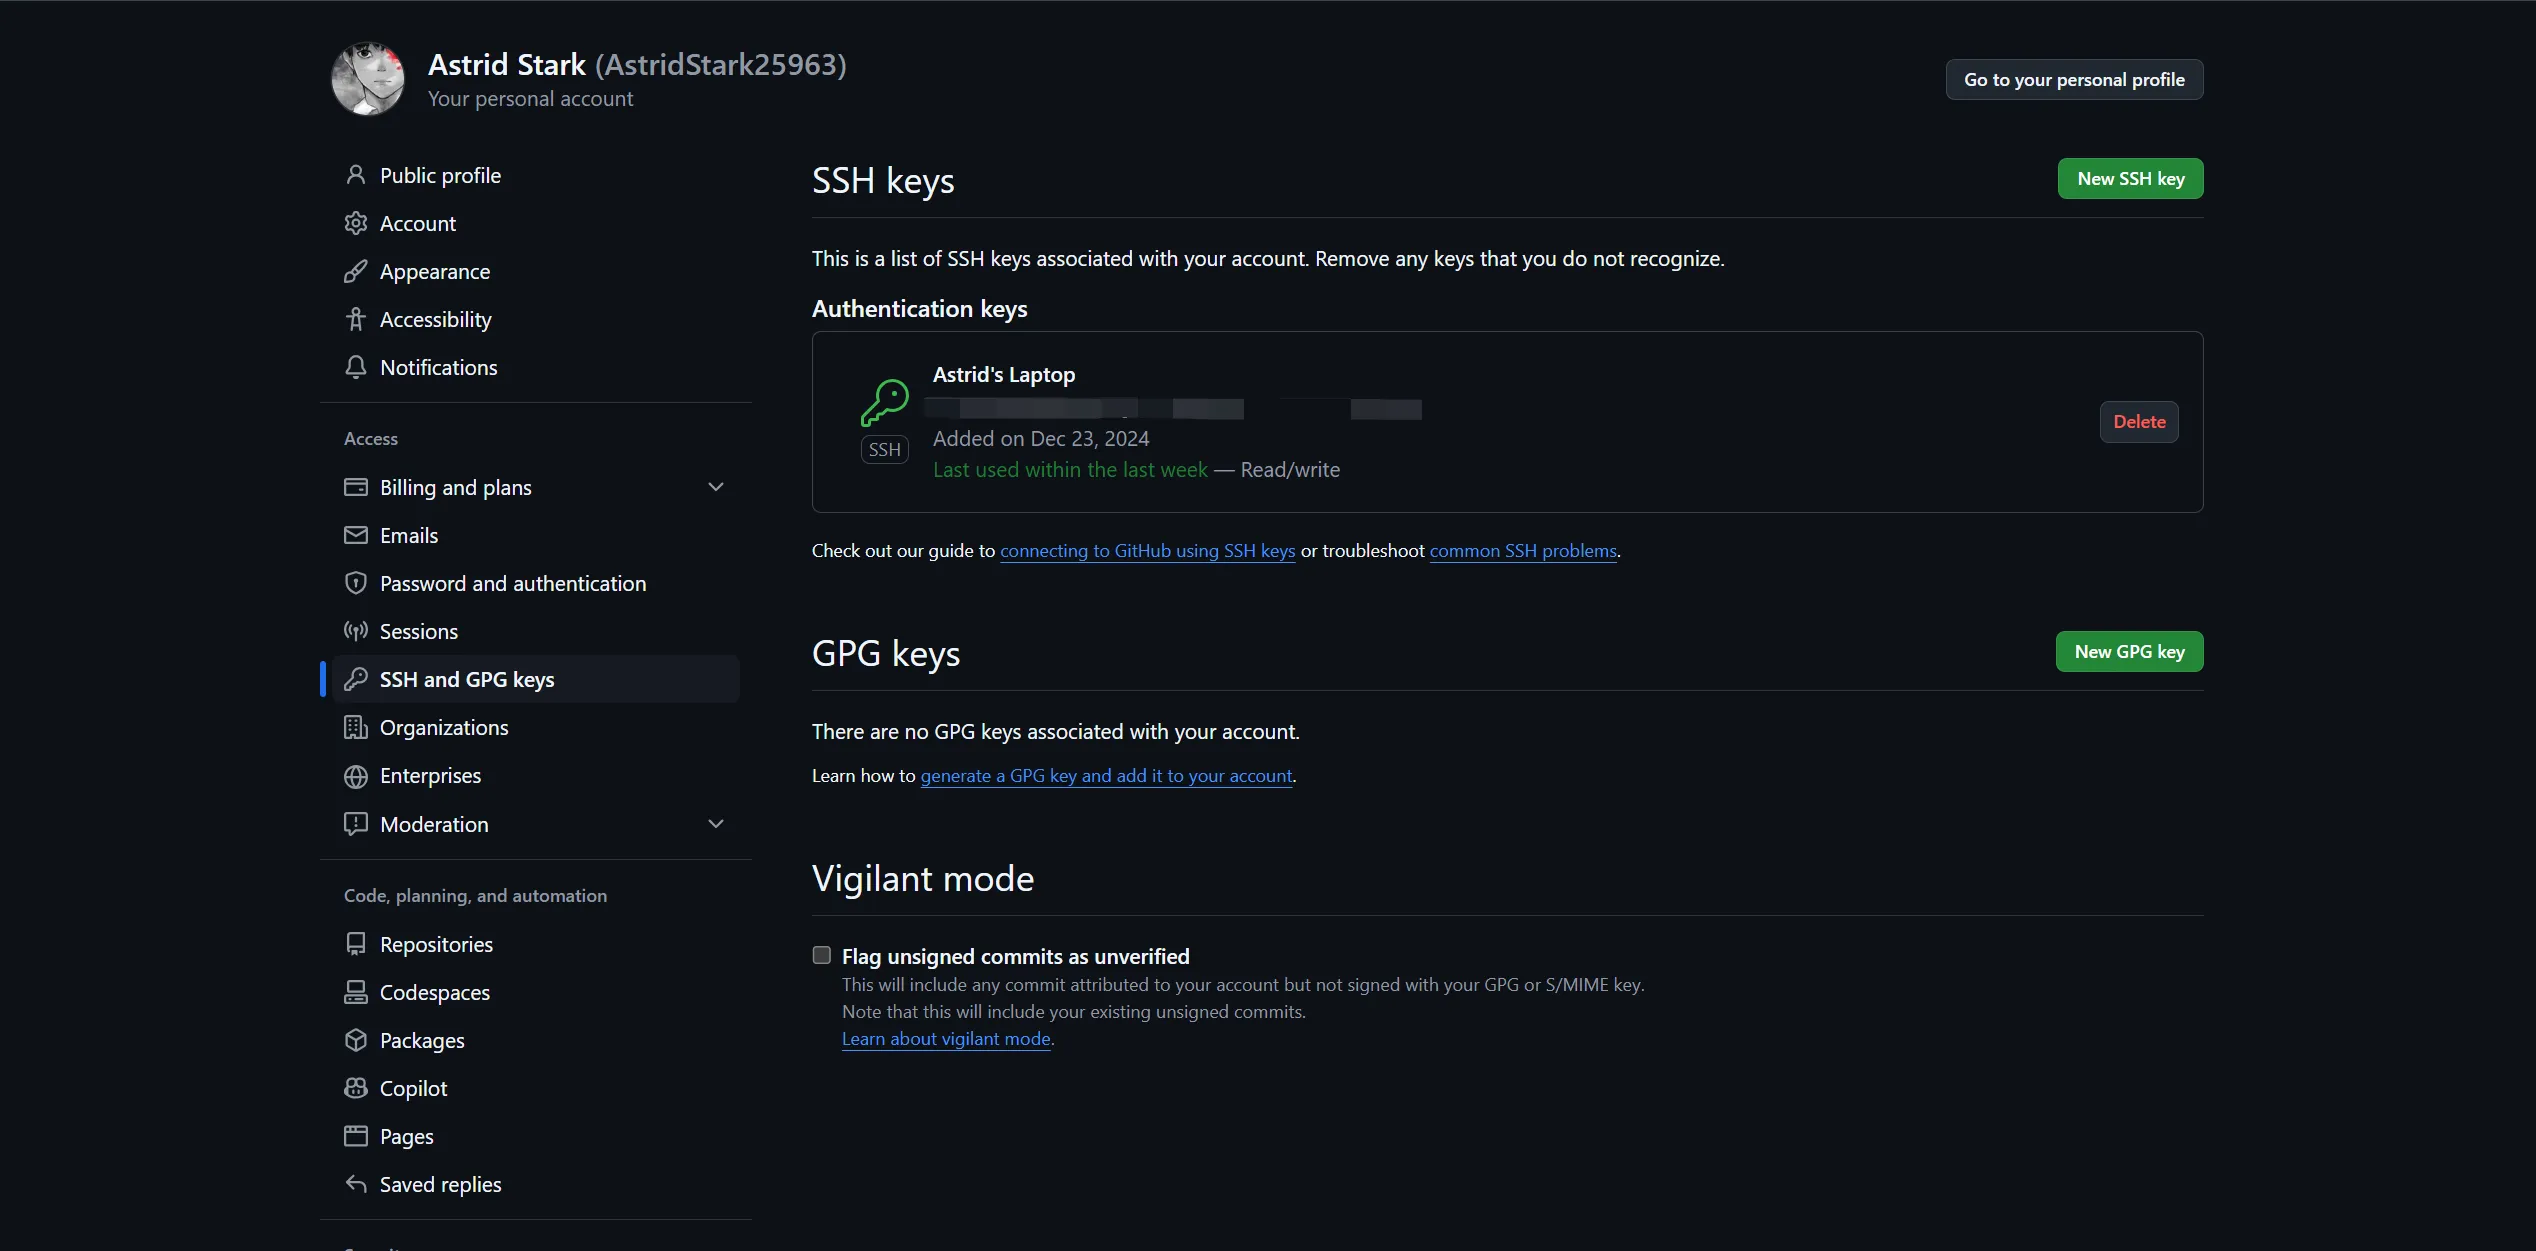 Astrid Stark (AstridStark25963)
Your personal account
Go to your personal profile
Public profile
Account
Appearance
Accessibility
Notifications
Access
Billing and plans
Emails
Password and authentication
Sessions
SSH and GPG keys
Organizations
Enterprises
Moderation
Code, planning, and automation
Repositories
Codespaces
Packages
Copilot
Pages
Saved replies
SSH keys
New SSH key
This is a list of SSH keys associated with your account. Remove any keys that you do not recognize.
Authentication keys
Astrid's Laptop
SSH
Added on Dec 23, 2024
Last used within the last week — Read/write
Delete
Check out our guide to connecting to GitHub using SSH keys or troubleshoot common SSH problems.
GPG keys
New GPG key
There are no GPG keys associated with your account.
Learn how to generate a GPG key and add it to your account.
Vigilant mode
Flag unsigned commits as unverified
This will include any commit attributed to your account but not signed with your GPG or S/MIME key.
Note that this will include your existing unsigned commits.
Learn about vigilant mode.